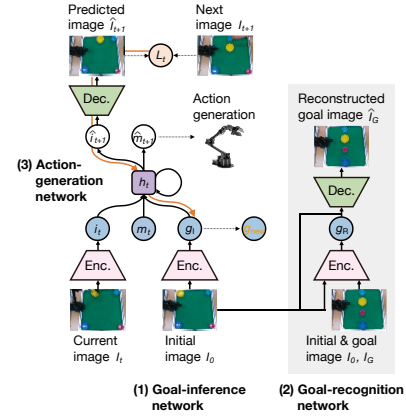 Predicted
image Î_{t+1}
Next
image I_{t+1}
L_t
Dec.
î_{t+1}
m̂_{t+1}
Action
generation
Reconstructed
goal image Î_G
(3) Action-
generation
network
h_t
Dec.
i_t
m_t
g_I
g_new
g_R
Enc.
Enc.
Enc.
Current
image I_t
Initial
image I_0
Initial & goal
image I_0, I_G
(1) Goal-inference
network
(2) Goal-recognition
network